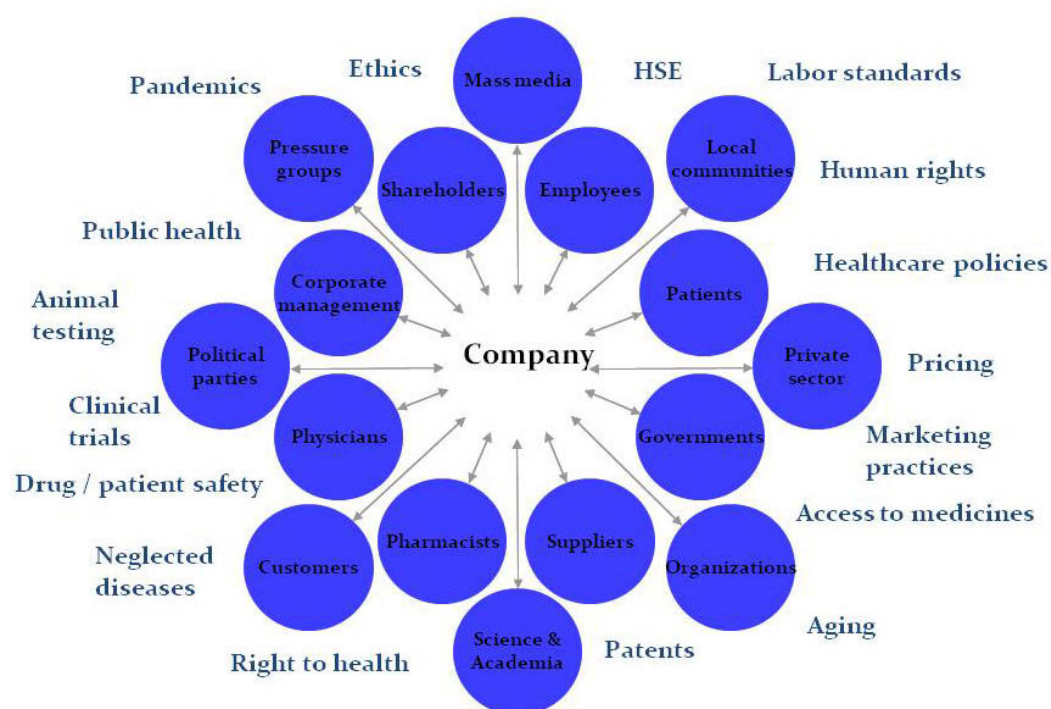 Ethics
Mass media
HSE
Labor standards
Pandemics
Pressure
groups
Shareholders
Employees
Local
communities
Human rights
Public health
Corporate
management
Patients
Healthcare policies
Animal
testing
Political
parties
Company
Private
sector
Pricing
Clinical
trials
Physicians
Governments
Marketing
practices
Drug / patient safety
Access to medicines
Neglected
diseases
Customers
Pharmacists
Suppliers
Organizations
Aging
Right to health
Science &
Academia
Patents